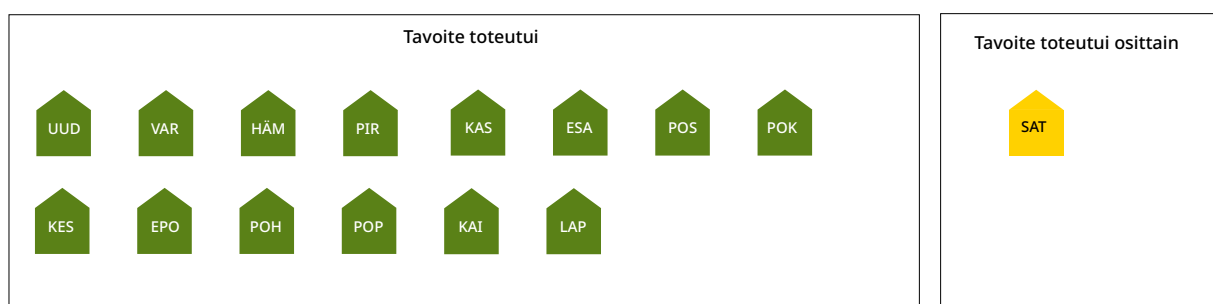 Tavoite toteutui
UUD VAR HÄM PIR KAS ESA POS POK
KES EPO POH POP KAI LAP
Tavoite toteutui osittain
SAT